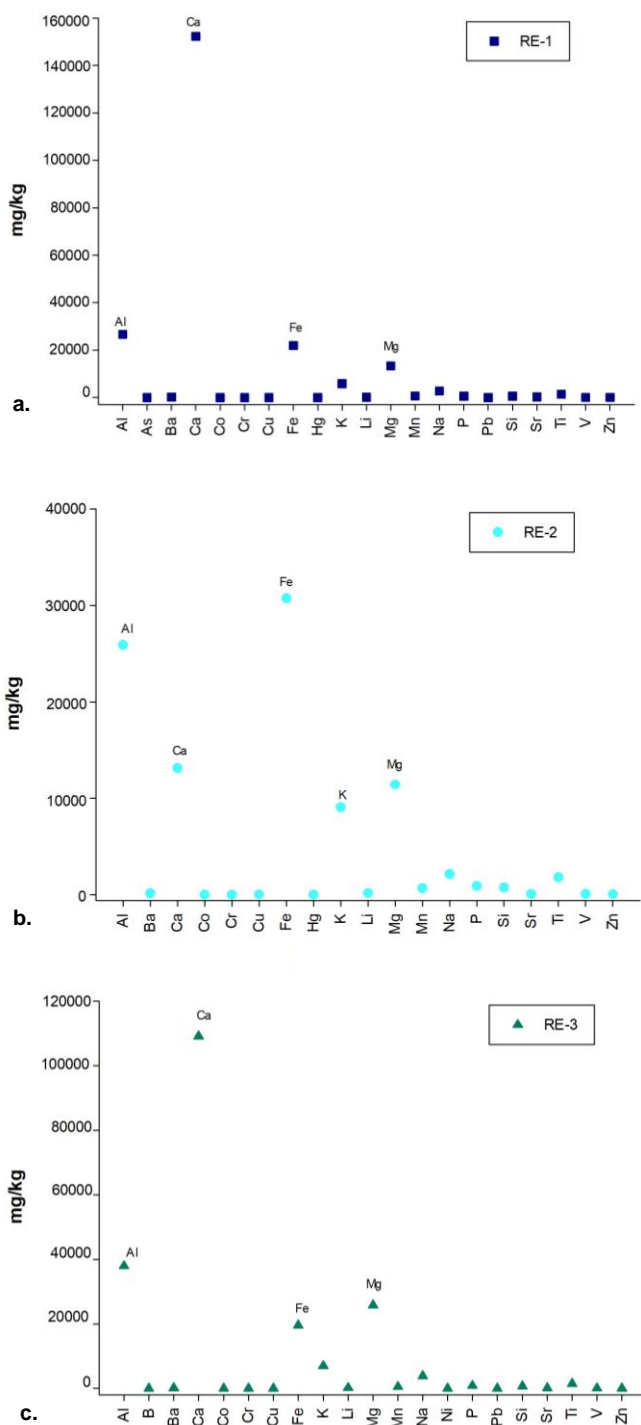 160000
Ca
RE-1
140000
120000
100000
80000
60000
40000
Al
Fe
Mg
20000
0
mg/kg
a.
Al As Ba Ca Co Cr Cu Fe Hg K Li Mg Mn Na P Pb Si Sr Ti V Zn
40000
RE-2
Fe
30000
Al
20000
Ca
Mg
K
10000
0
mg/kg
b.
Al Ba Ca Co Cr Cu Fe Hg K Li Mg Mn Na P Si Sr Ti V Zn
120000
Ca
RE-3
100000
80000
60000
40000
Al
Mg
Fe
20000
0
mg/kg
c.
Al B Ba Ca Co Cr Cu Fe K Li Mg Mn Na Ni P Pb Si Sr Ti V Zn